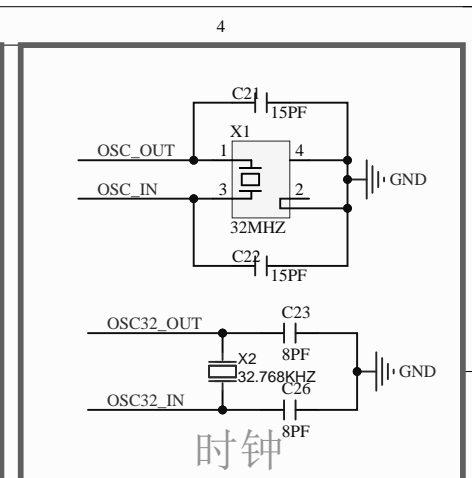 4
C21
15PF
X1
OSC_OUT
1
4
OSC_IN
3
2
GND
32MHZ
C22
15PF
C23
OSC32_OUT
8PF
X2
32.768KHZ
GND
C26
OSC32_IN
8PF
时钟